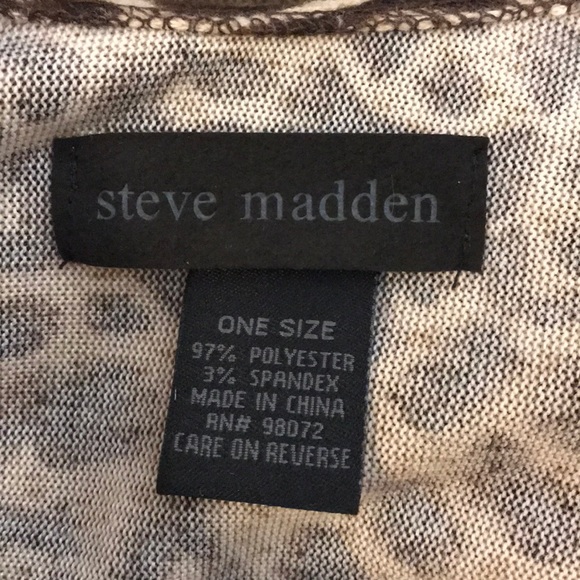 steve madden
ONE SIZE
97% POLYESTER
3% SPANDEX
MADE IN CHINA
RN# 98072
CARE ON REVERSE